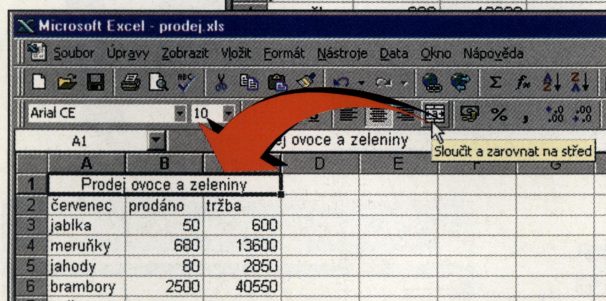 Microsoft Excel - prodej.xls
Soubor Úpravy Zobrazit Vložit Formát Nástroje Data Okno Nápověda
Arial CE 10
A1 ej ovoce a zeleniny
Sloučit a zarovnat na střed
A B D E
1 Prodej ovoce a zeleniny
2 červenec prodáno tržba
3 jablka 50 600
4 meruňky 680 13600
5 jahody 80 2850
6 brambory 2500 40550